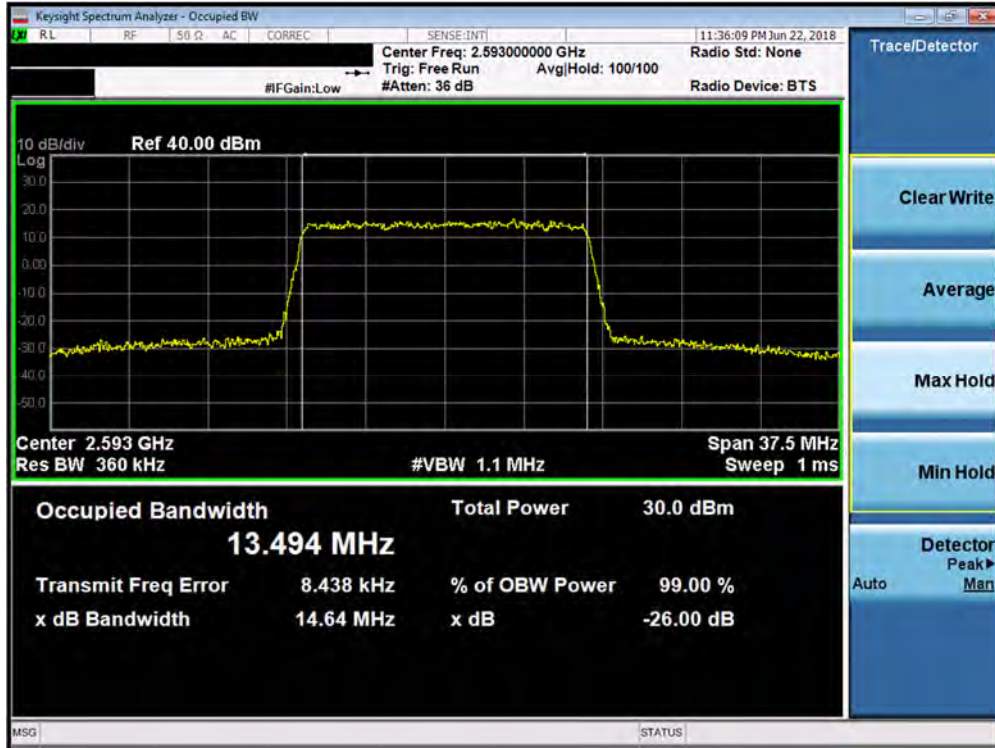 Keysight Spectrum Analyzer - Occupied BW
LXI RL RF 50 Ω AC CORREC SENSE:INT 11:36:09 PM Jun 22, 2018
Center Freq: 2.593000000 GHz Radio Std: None
Trig: Free Run Avg|Hold: 100/100
#IFGain:Low #Atten: 36 dB Radio Device: BTS
10 dB/div Ref 40.00 dBm
Log
30.0
20.0
10.0
0.00
-10.0
-20.0
-30.0
-40.0
-50.0
Center 2.593 GHz Span 37.5 MHz
Res BW 360 kHz #VBW 1.1 MHz Sweep 1 ms
Occupied Bandwidth Total Power 30.0 dBm
13.494 MHz
Transmit Freq Error 8.438 kHz % of OBW Power 99.00 %
x dB Bandwidth 14.64 MHz x dB -26.00 dB
MSG STATUS
Trace/Detector
Clear Write
Average
Max Hold
Min Hold
Detector
Peak▶
Auto Man